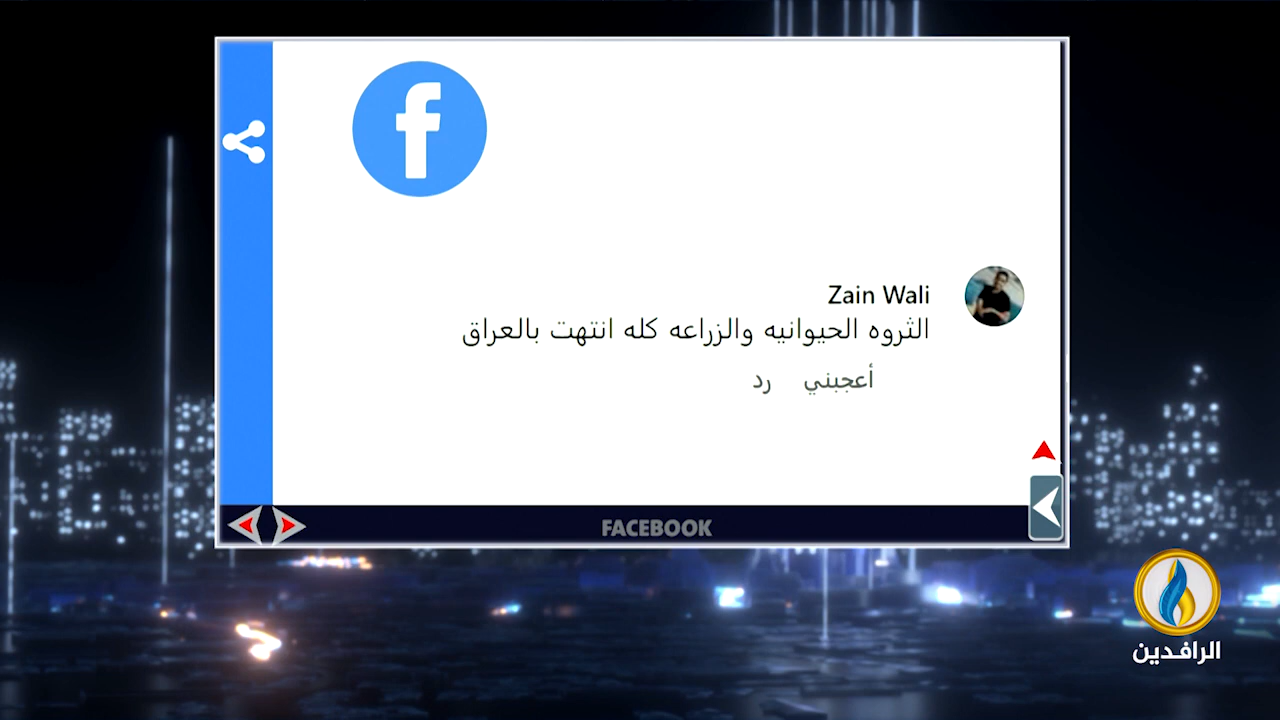 Zain Wali
الثروه الحيوانيه والزراعه كله انتهت بالعراق
أعجبني رد
FACEBOOK
الرافدين